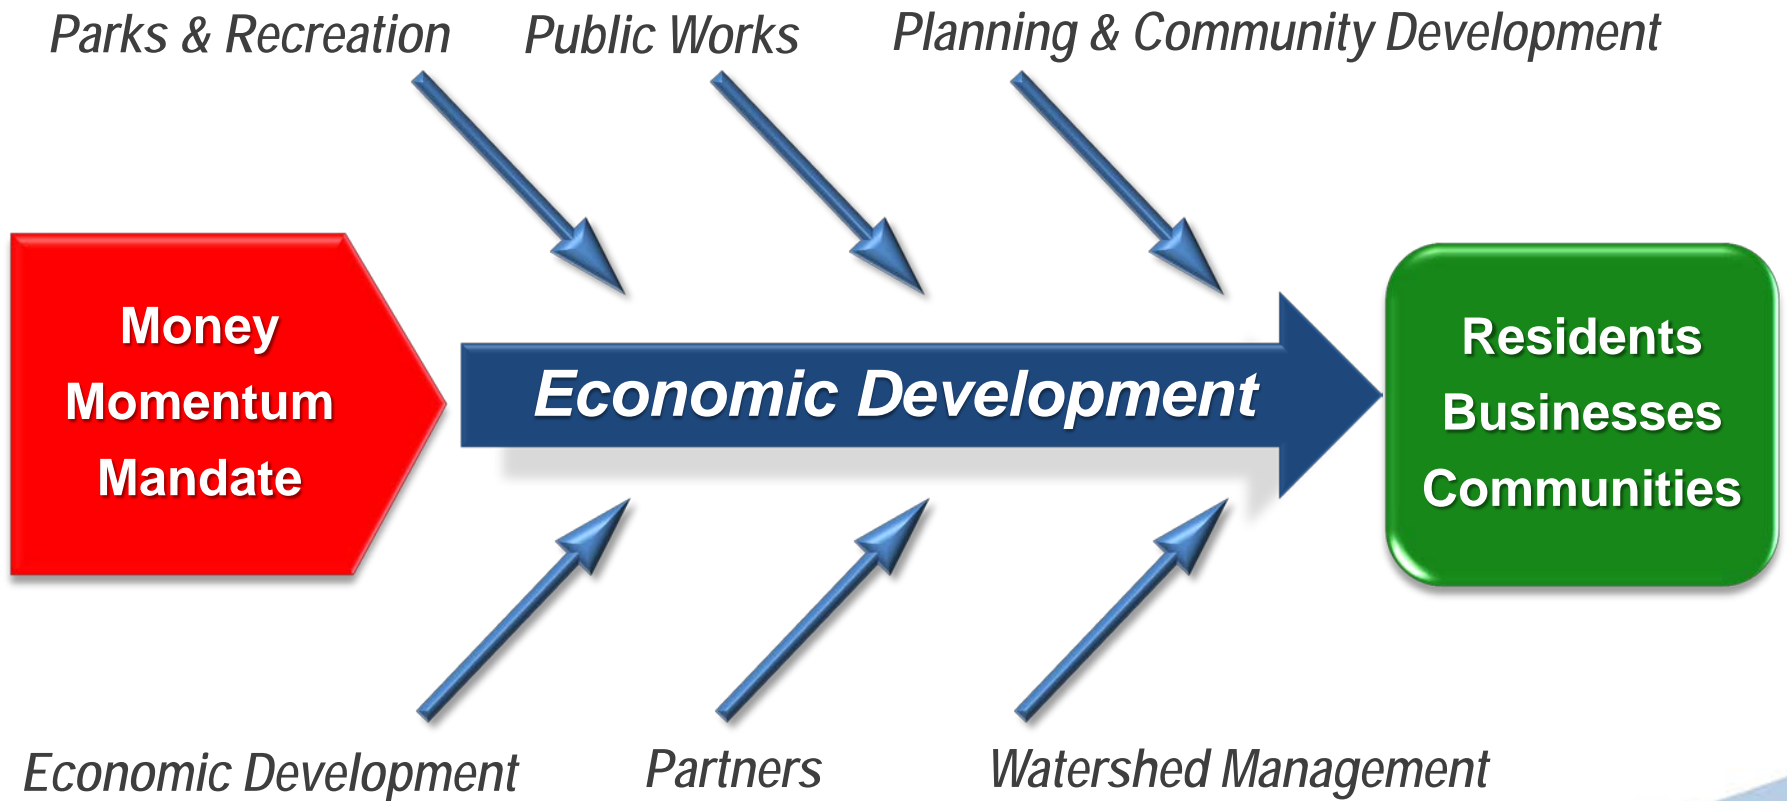 Parks & Recreation
Public Works
Planning & Community Development
Money
Momentum
Mandate
Economic Development
Residents
Businesses
Communities
Economic Development
Partners
Watershed Management